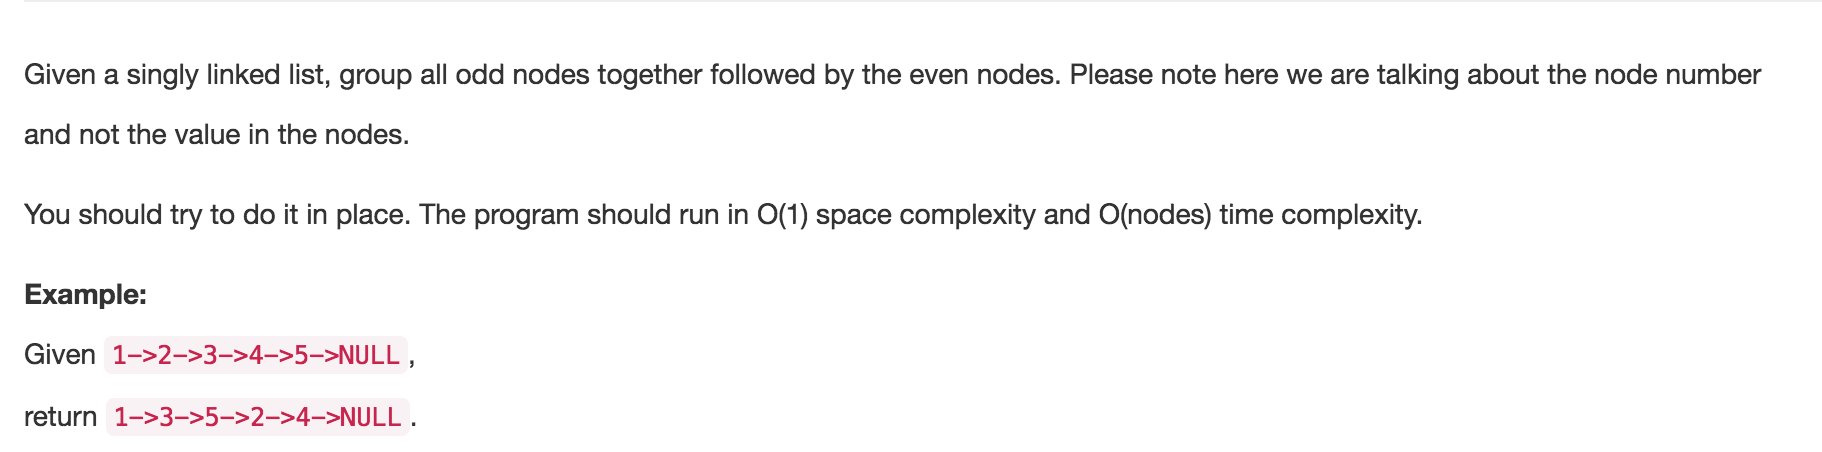 Given a singly linked list, group all odd nodes together followed by the even nodes. Please note here we are talking about the node number
and not the value in the nodes.
You should try to do it in place. The program should run in O(1) space complexity and O(nodes) time complexity.
Example:
Given 1->2->3->4->5->NULL,
return 1->3->5->2->4->NULL.